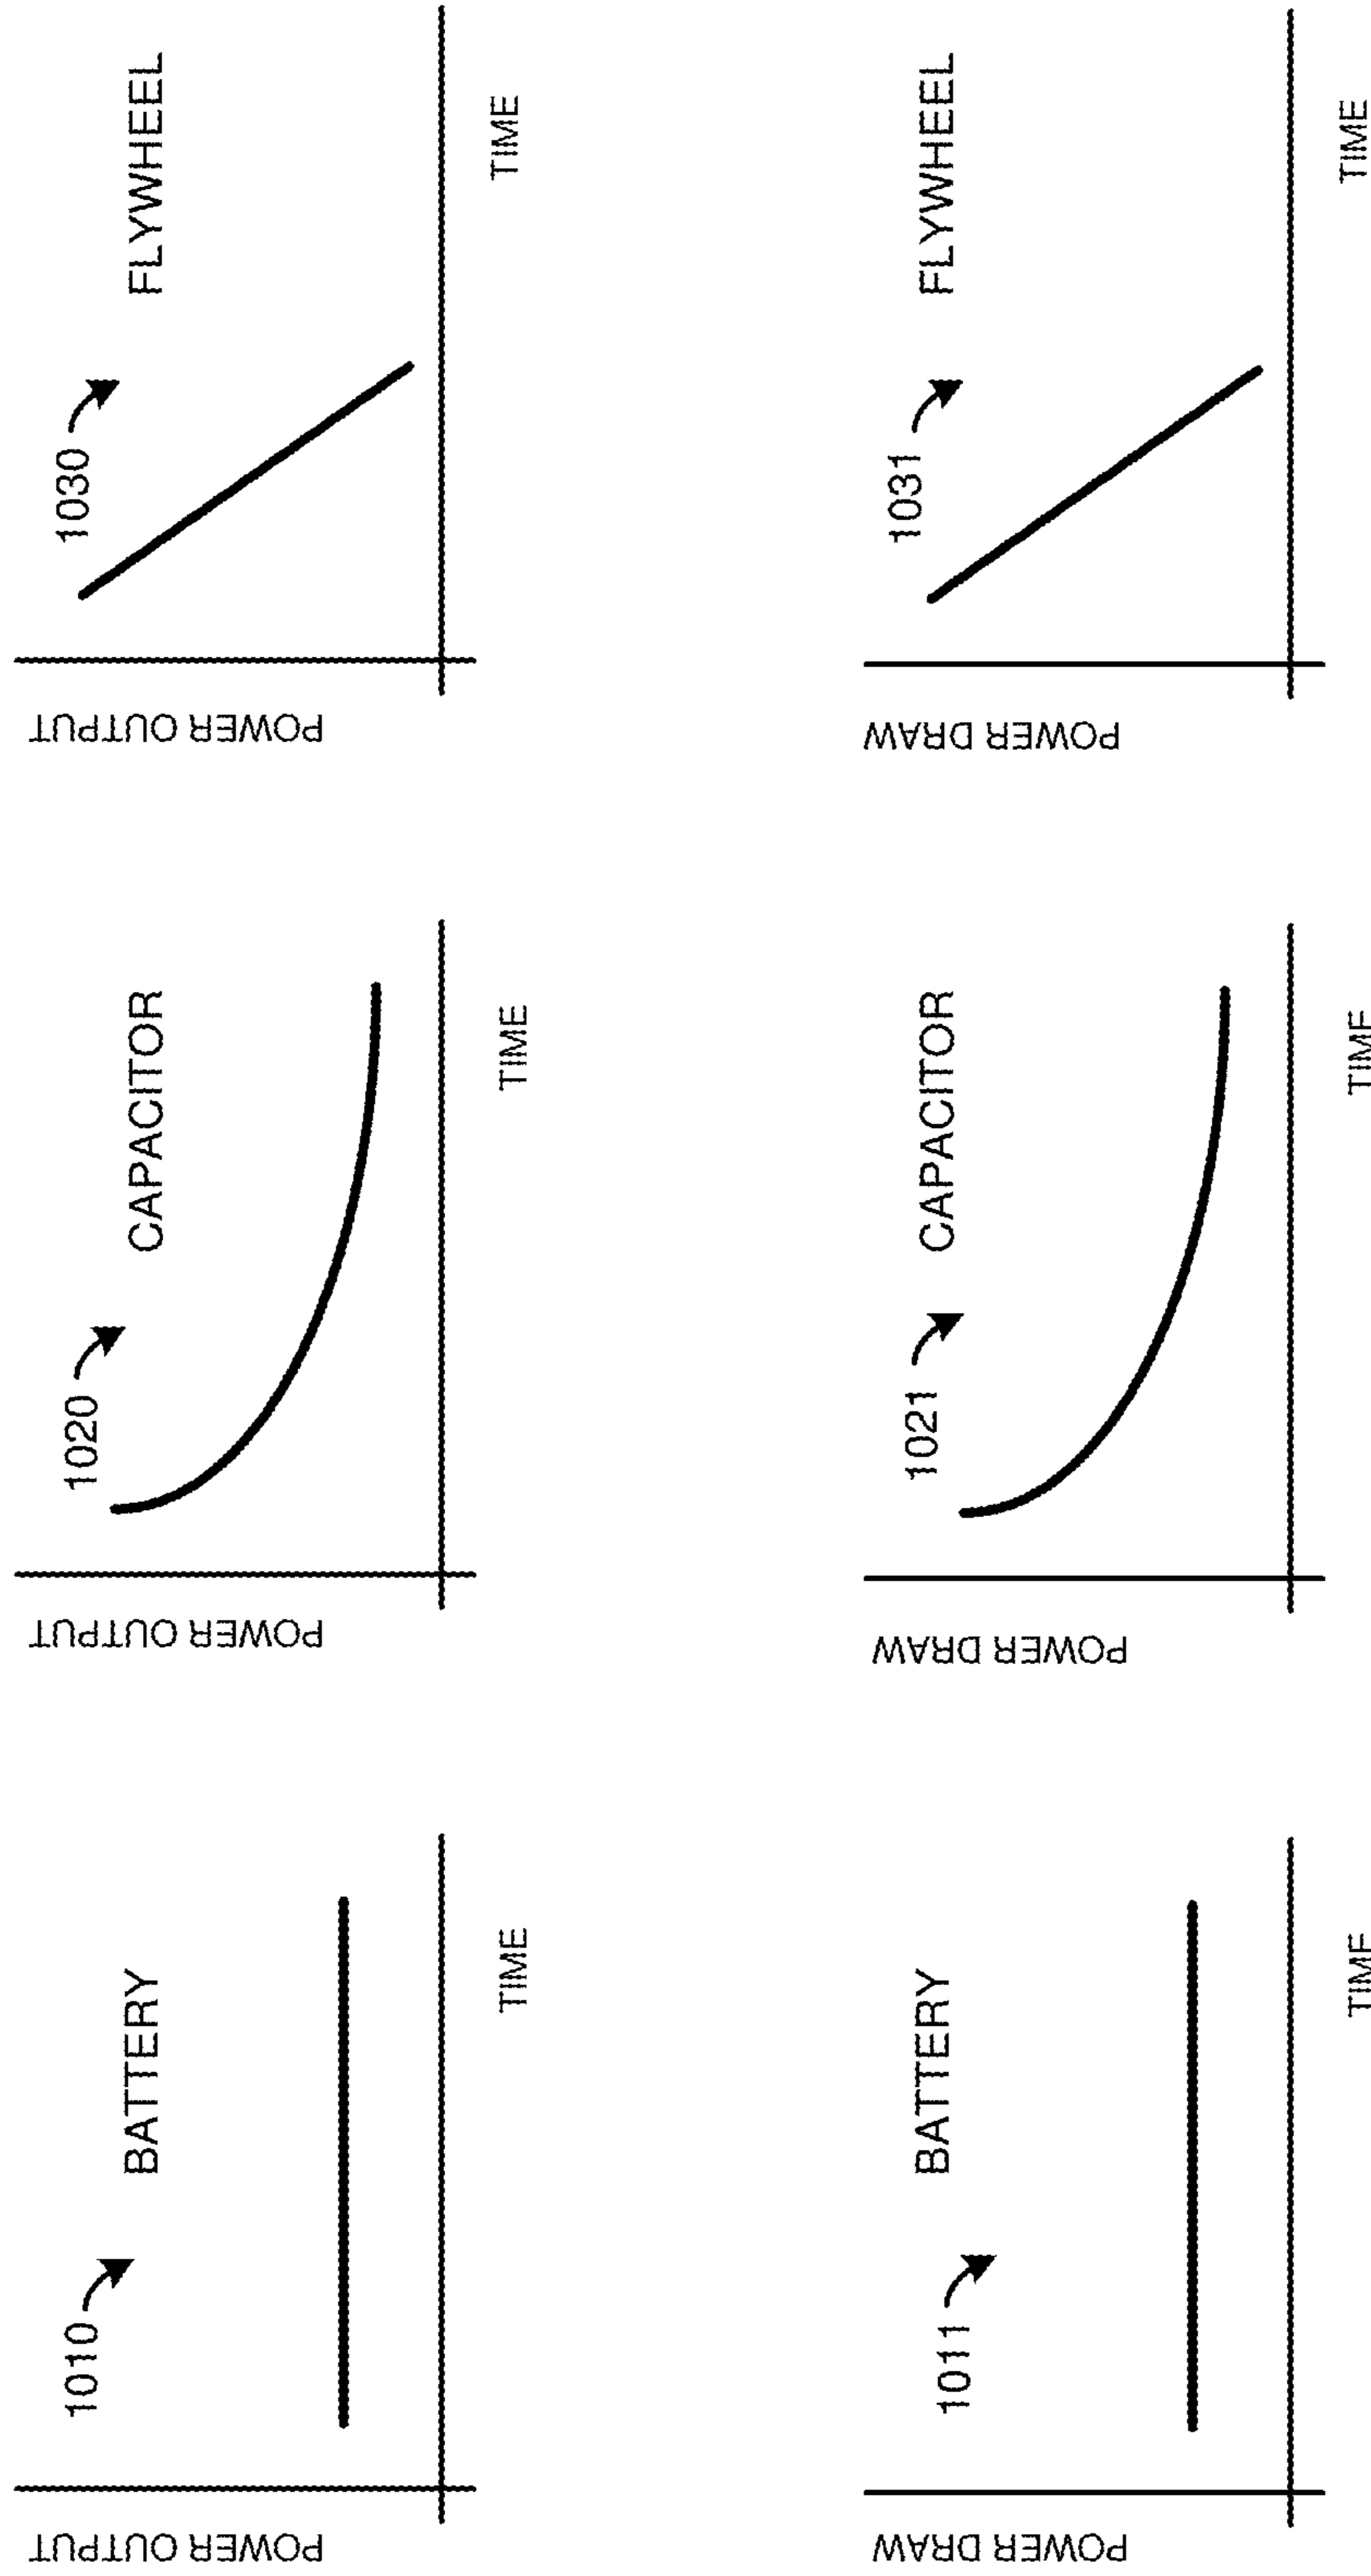 1010
BATTERY
POWER OUTPUT
TIME
1020
CAPACITOR
POWER OUTPUT
TIME
1030
FLYWHEEL
POWER OUTPUT
TIME
1011
BATTERY
POWER DRAW
TIME
1021
CAPACITOR
POWER DRAW
TIME
1031
FLYWHEEL
POWER DRAW
TIME